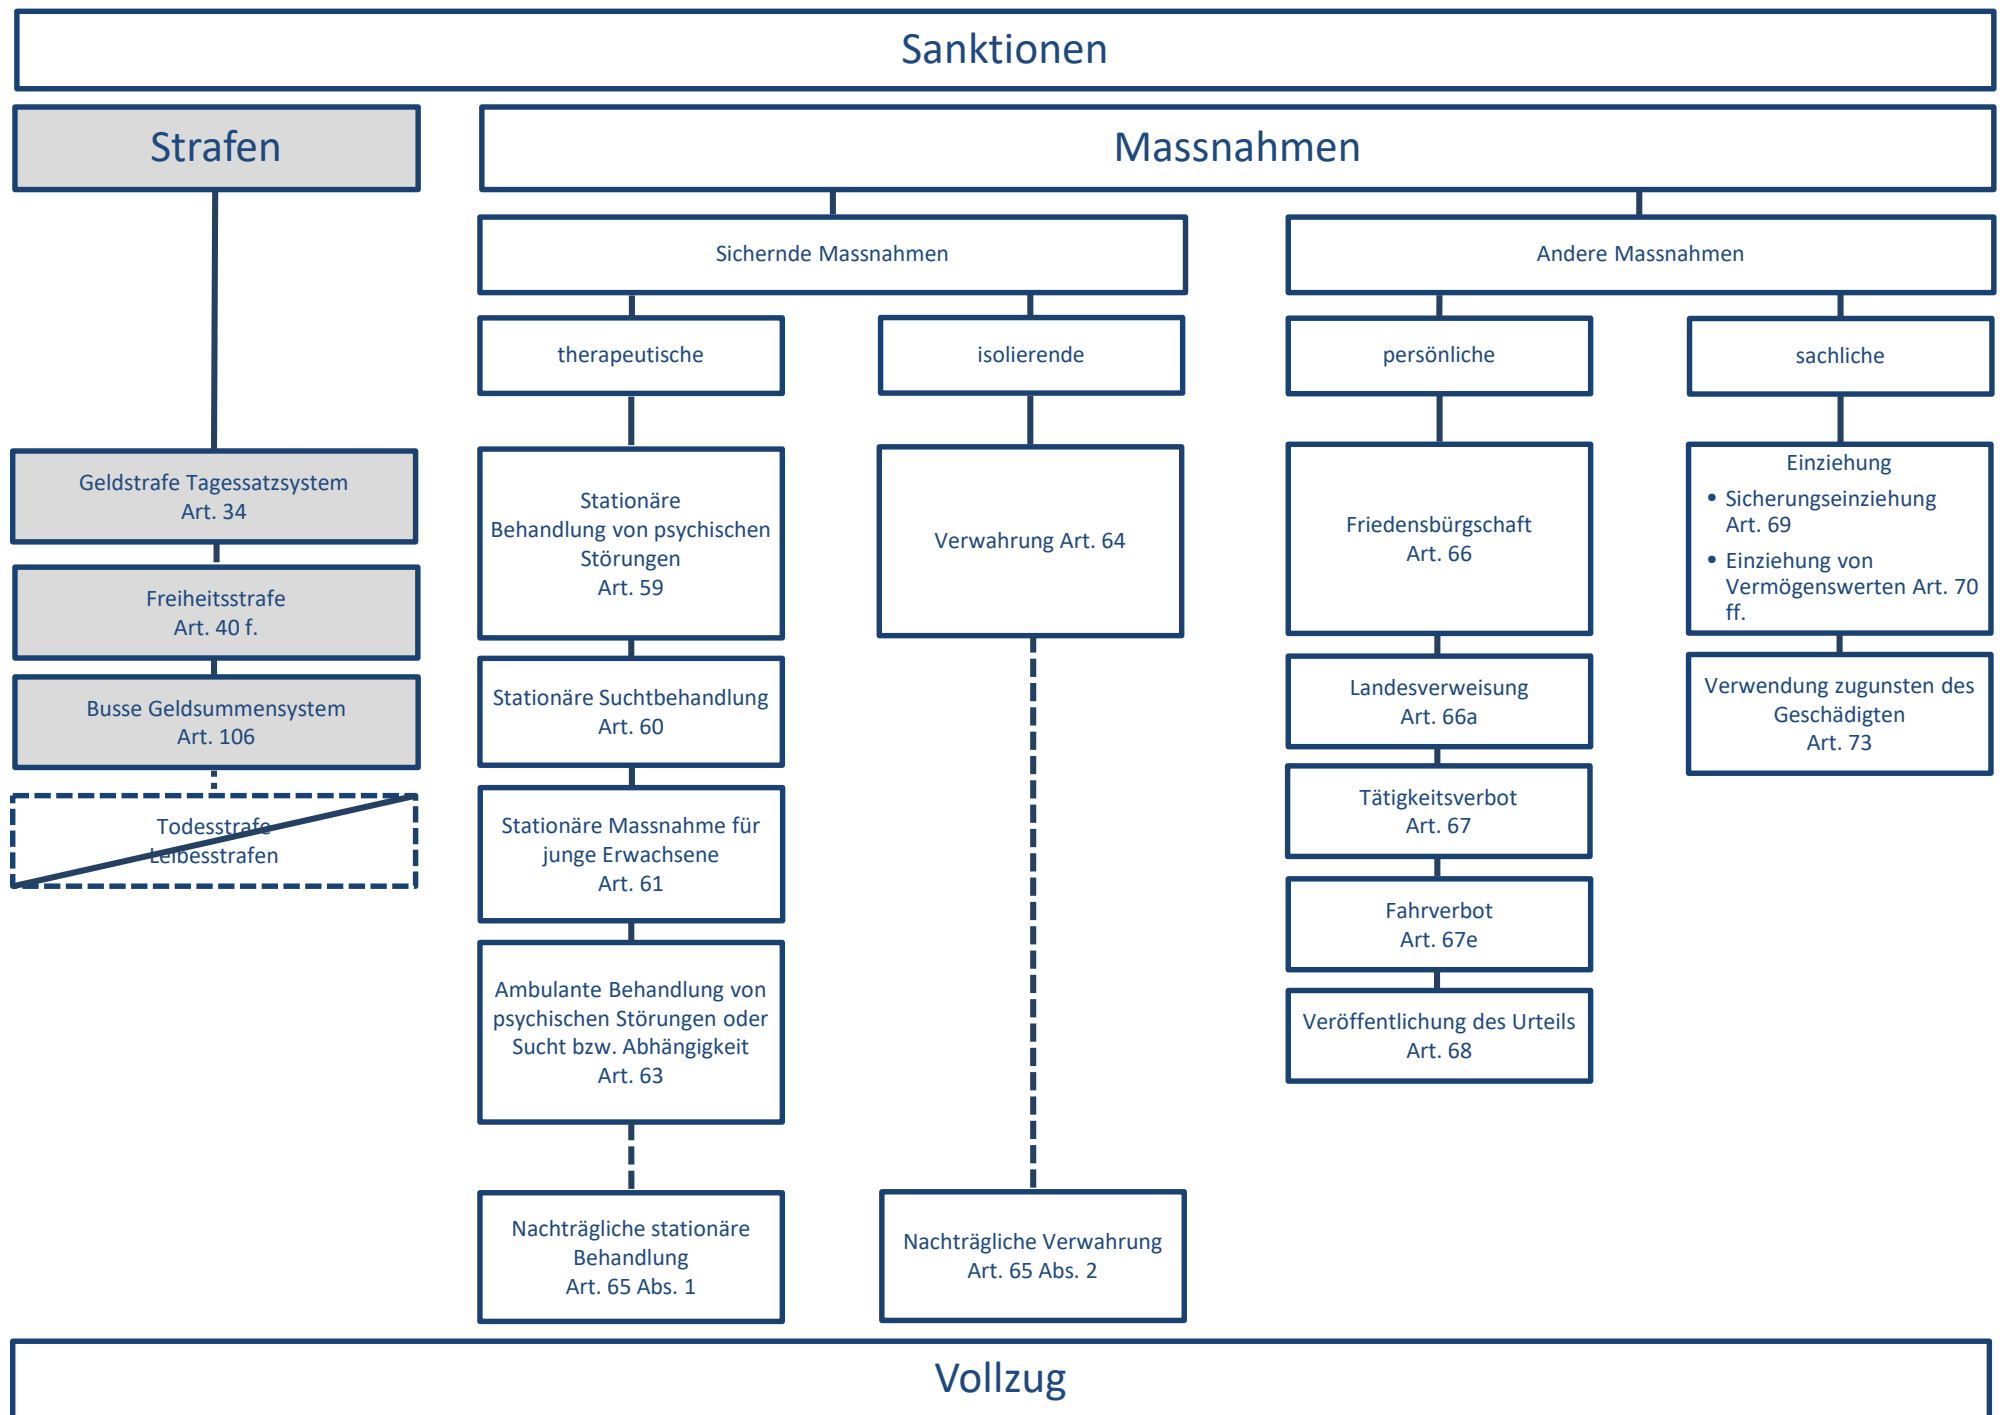 Sanktionen
Strafen
Massnahmen
Sichernde Massnahmen
Andere Massnahmen
therapeutische
isolierende
persönliche
sachliche
Geldstrafe Tagessatzsystem
Art. 34
Freiheitsstrafe
Art. 40 f.
Busse Geldsummensystem
Art. 106
Todesstrafe
Leibesstrafen
Stationäre
Behandlung von psychischen
Störungen
Art. 59
Stationäre Suchtbehandlung
Art. 60
Stationäre Massnahme für
junge Erwachsene
Art. 61
Ambulante Behandlung von
psychischen Störungen oder
Sucht bzw. Abhängigkeit
Art. 63
Nachträgliche stationäre
Behandlung
Art. 65 Abs. 1
Verwahrung Art. 64
Nachträgliche Verwahrung
Art. 65 Abs. 2
Friedensbürgschaft
Art. 66
Landesverweisung
Art. 66a
Tätigkeitsverbot
Art. 67
Fahrverbot
Art. 67e
Veröffentlichung des Urteils
Art. 68
Einziehung
• Sicherungseinziehung
Art. 69
• Einziehung von
Vermögenswerten Art. 70
ff.
Verwendung zugunsten des
Geschädigten
Art. 73
Vollzug